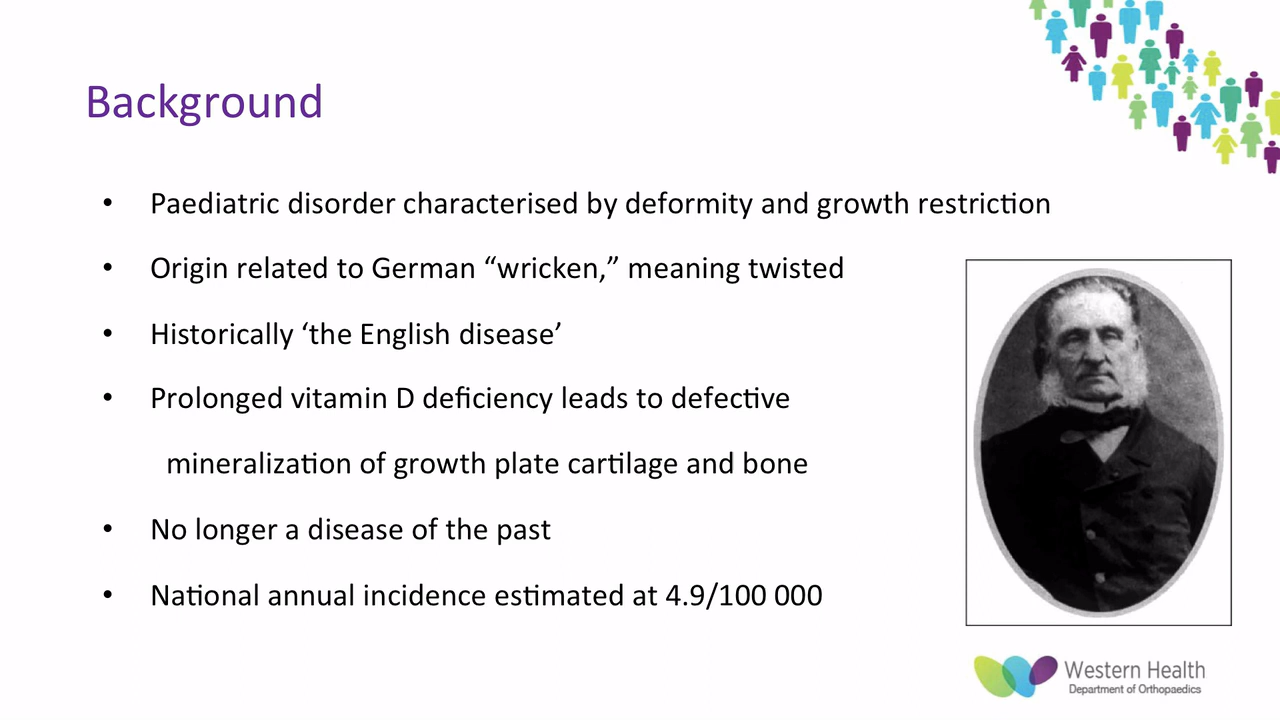 Background
• Paediatric disorder characterised by deformity and growth restriction
• Origin related to German “wricken,” meaning twisted
• Historically ‘the English disease’
• Prolonged vitamin D deficiency leads to defective
mineralization of growth plate cartilage and bone
• No longer a disease of the past
• National annual incidence estimated at 4.9/100 000
Western Health
Department of Orthopaedics